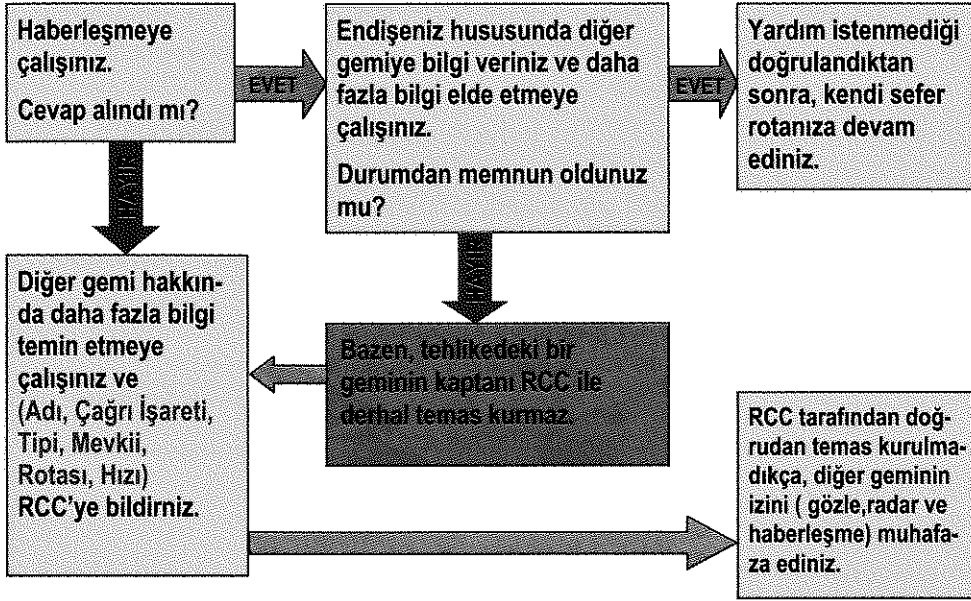 Haberleşmeye
çalışınız.
Cevap alındı mı?
EVET
Endişeniz hususunda diğer
gemiye bilgi veriniz ve daha
fazla bilgi elde etmeye
çalışınız.
Durumdan memnun oldunuz
mu?
EVET
Yardım istenmediği
doğrulandıktan
sonra, kendi sefer
rotanıza devam
ediniz.
HAYIR
HAYIR
Diğer gemi hakkın-
da daha fazla bilgi
temin etmeye
çalışınız ve
(Adı, Çağrı İşareti,
Tipi, Mevkii,
Rotası, Hızı)
RCC'ye bildirniz.
Bazen, tehlikedeki bir
geminin kaptanı RCC ile
derhal temas kurmaz.
RCC tarafından doğ-
rudan temas kurulma-
dıkça, diğer geminin
izini ( gözle,radar ve
haberleşme) muhafa-
za ediniz.